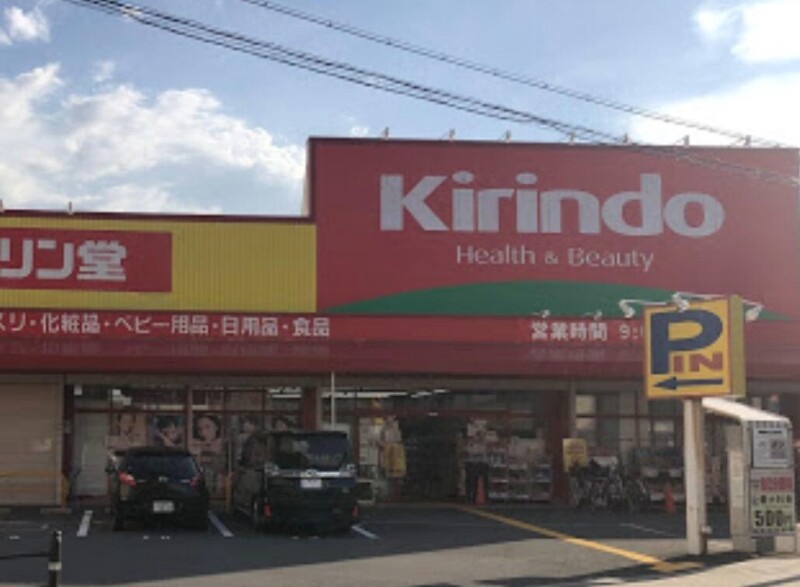 Kirindo
Health & Beauty
リン堂
スリ・化粧品・ベビー用品・日用品・食品
営業時間 9:
P
IN
500円